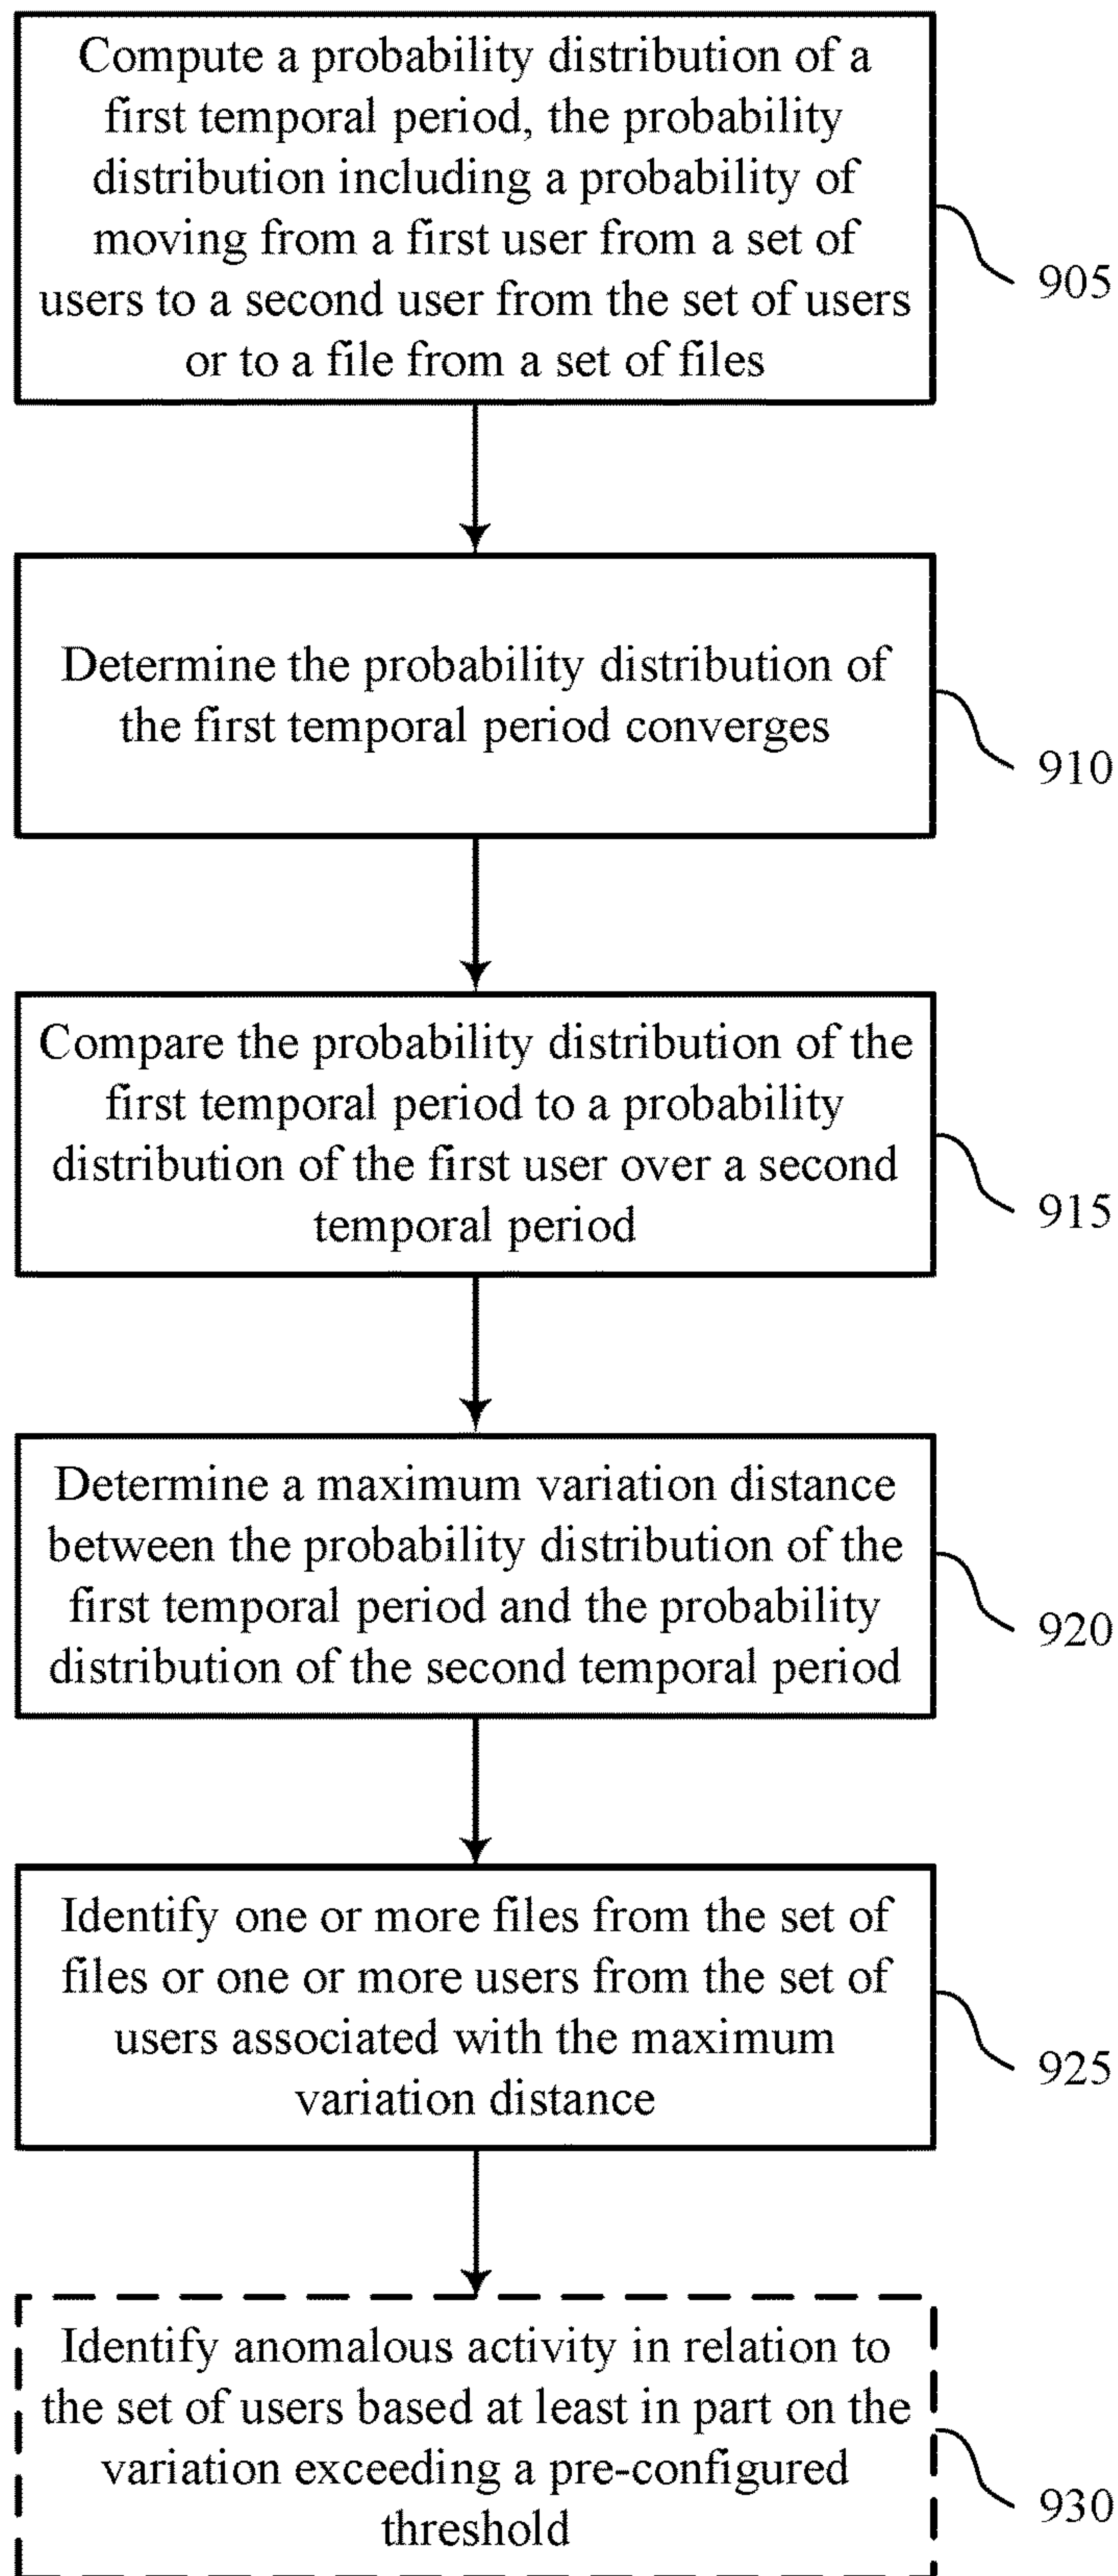 Compute a probability distribution of a
first temporal period, the probability
distribution including a probability of
moving from a first user from a set of
users to a second user from the set of users
or to a file from a set of files
905
Determine the probability distribution of
the first temporal period converges
910
Compare the probability distribution of the
first temporal period to a probability
distribution of the first user over a second
temporal period
915
Determine a maximum variation distance
between the probability distribution of the
first temporal period and the probability
distribution of the second temporal period
920
Identify one or more files from the set of
files or one or more users from the set of
users associated with the maximum
variation distance
925
Identify anomalous activity in relation to
the set of users based at least in part on the
variation exceeding a pre-configured
threshold
930